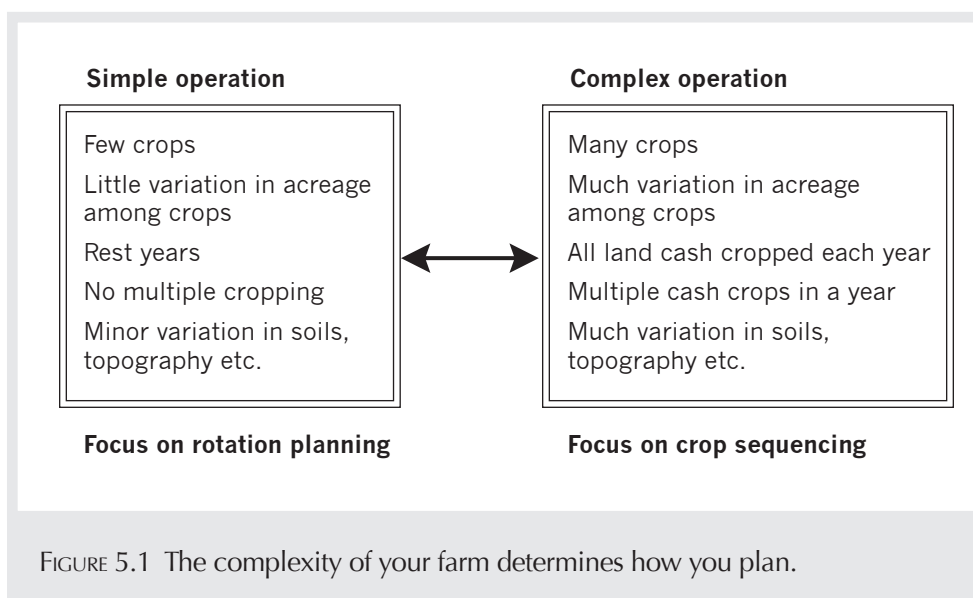 Simple operation
Few crops
Little variation in acreage
among crops
Rest years
No multiple cropping
Minor variation in soils,
topography etc.
Focus on rotation planning
Complex operation
Many crops
Much variation in acreage
among crops
All land cash cropped each year
Multiple cash crops in a year
Much variation in soils,
topography etc.
Focus on crop sequencing
FIGURE 5.1 The complexity of your farm determines how you plan.